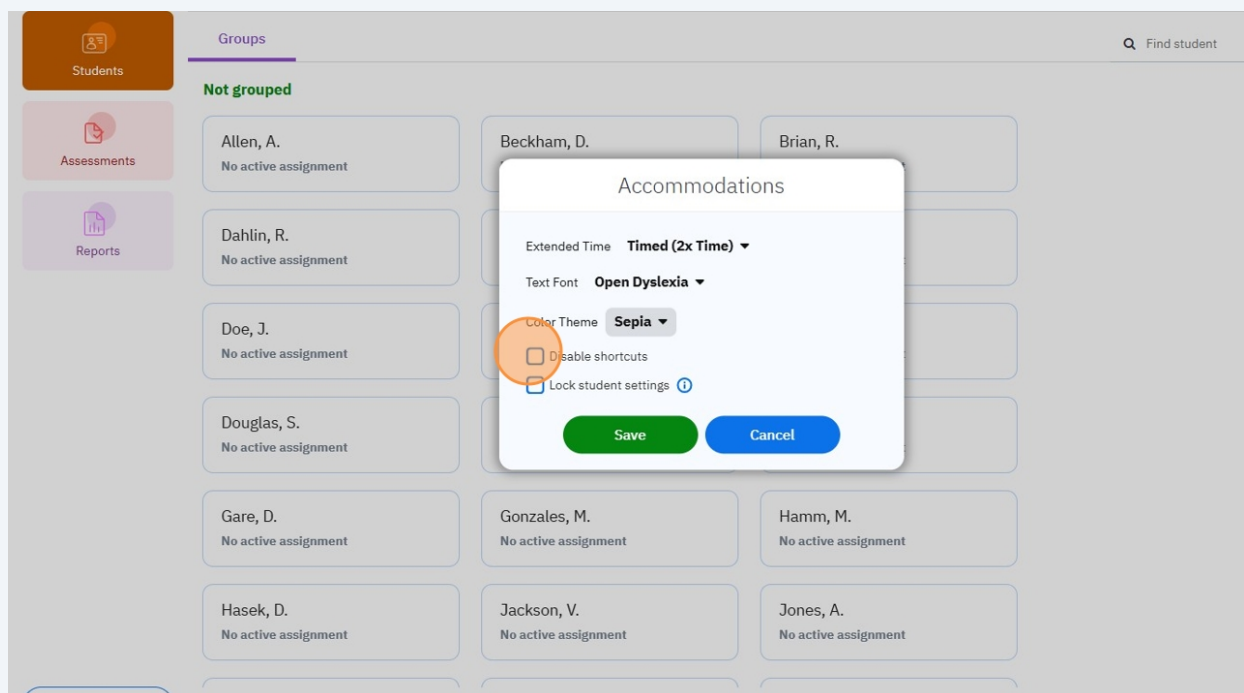 Students
Assessments
Reports
Groups
Find student
Not grouped
Allen, A.
No active assignment
Beckham, D.
Brian, R.
Dahlin, R.
No active assignment
Doe, J.
No active assignment
Douglas, S.
No active assignment
Accommodations
Extended Time Timed (2x Time)
Text Font Open Dyslexia
Color Theme Sepia
Disable shortcuts
Lock student settings
Save Cancel
Gare, D.
No active assignment
Gonzales, M.
No active assignment
Hamm, M.
No active assignment
Hasek, D.
No active assignment
Jackson, V.
No active assignment
Jones, A.
No active assignment